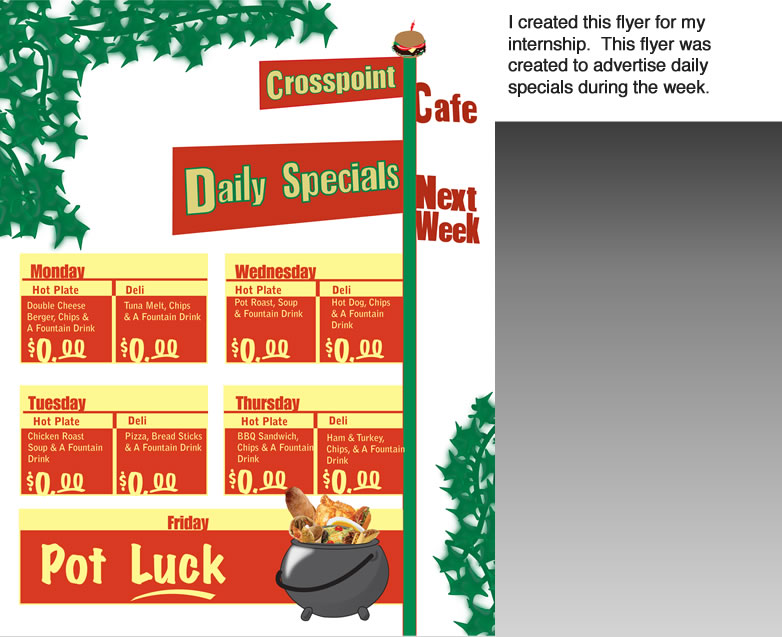 I created this flyer for my
internship.  This flyer was
created to advertise daily
specials during the week.
Crosspoint
Cafe
Daily Specials
Next
Week
Monday
Hot Plate
Deli
Double Cheese
Berger, Chips &
A Fountain Drink
$0.00
Tuna Melt, Chips
& A Fountain Drink
$0.00
Wednesday
Hot Plate
Deli
Pot Roast, Soup
& Fountain Drink
$0.00
Hot Dog, Chips
& A Fountain
Drink
$0.00
Tuesday
Hot Plate
Deli
Chicken Roast
Soup & A Fountain
Drink
$0.00
Pizza, Bread Sticks
& A Fountain Drink
$0.00
Thursday
Hot Plate
Deli
BBQ Sandwich,
Chips & A Fountain
Drink
$0.00
Ham & Turkey,
Chips, & A Fountain
Drink
$0.00
Friday
Pot Luck